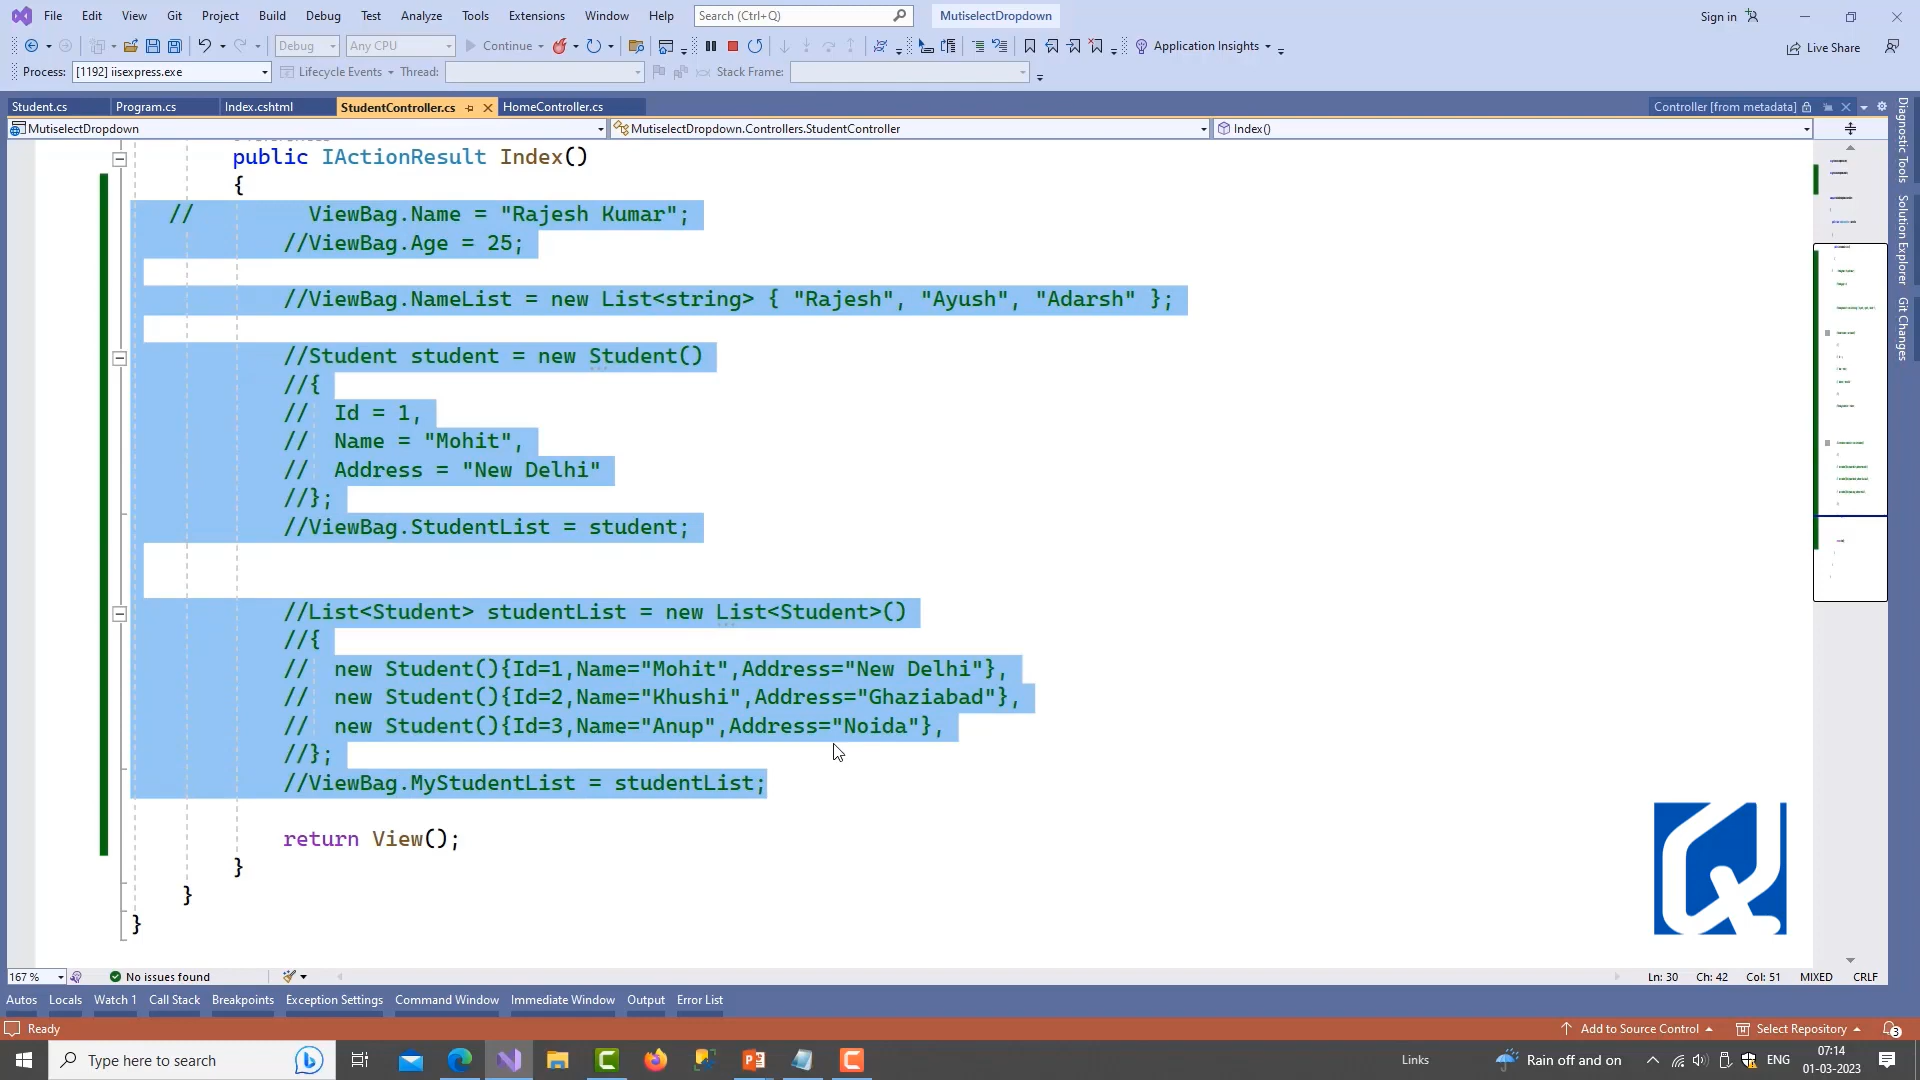 File Edit View Git Project Build Debug Test Analyze Tools Extensions Window Help Search (Ctrl+Q) MutiselectDropdown Sign in
Debug Any CPU Continue Application Insights Live Share
Process: [1192] iisexpress.exe Lifecycle Events Thread: Stack Frame:
Student.cs Program.cs Index.cshtml StudentController.cs HomeController.cs Controller [from metadata]
MutiselectDropdown MutiselectDropdown.Controllers.StudentController Index()
public IActionResult Index()
{
// ViewBag.Name = "Rajesh Kumar";
//ViewBag.Age = 25;
//ViewBag.NameList = new List<string> { "Rajesh", "Ayush", "Adarsh" };
//Student student = new Student()
//{
// Id = 1,
// Name = "Mohit",
// Address = "New Delhi"
//};
//ViewBag.StudentList = student;
//List<Student> studentList = new List<Student>()
//{
// new Student(){Id=1,Name="Mohit",Address="New Delhi"},
// new Student(){Id=2,Name="Khushi",Address="Ghaziabad"},
// new Student(){Id=3,Name="Anup",Address="Noida"},
//};
//ViewBag.MyStudentList = studentList;
return View();
}
}
}
Diagnostic Tools
Solution Explorer
Git Changes
167 % No issues found Ln: 30 Ch: 42 Col: 51 MIXED CRLF
Autos Locals Watch 1 Call Stack Breakpoints Exception Settings Command Window Immediate Window Output Error List
Ready Add to Source Control Select Repository 3
Type here to search Links Rain off and on ENG 07:14
01-03-2023